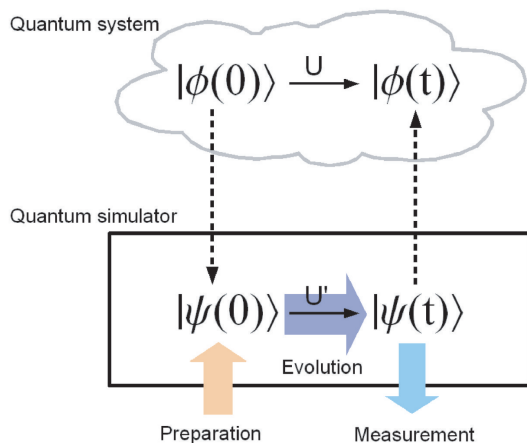 Quantum system
|ϕ(0)⟩ U |ϕ(t)⟩
Quantum simulator
|ψ(0)⟩ U' |ψ(t)⟩
Evolution
Preparation Measurement